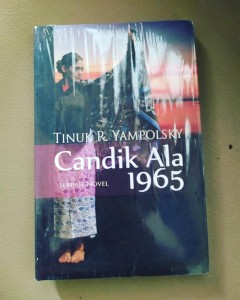 TINUK R. YAMPOLSKY
Candik Ala
1965
SEBUAH NOVEL